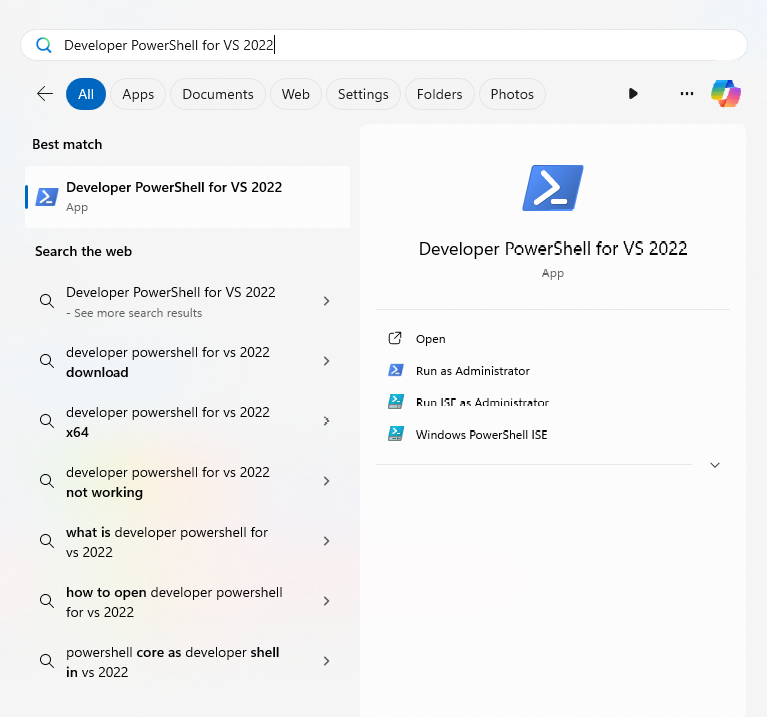 Developer PowerShell for VS 2022
All
Apps
Documents
Web
Settings
Folders
Photos
Best match
Developer PowerShell for VS 2022
App
Search the web
Developer PowerShell for VS 2022
- See more search results
developer powershell for vs 2022
download
developer powershell for vs 2022
x64
developer powershell for vs 2022
not working
what is developer powershell for
vs 2022
how to open developer powershell
for vs 2022
powershell core as developer shell
in vs 2022
Developer PowerShell for VS 2022
App
Open
Run as Administrator
Run ISE as Administrator
Windows PowerShell ISE